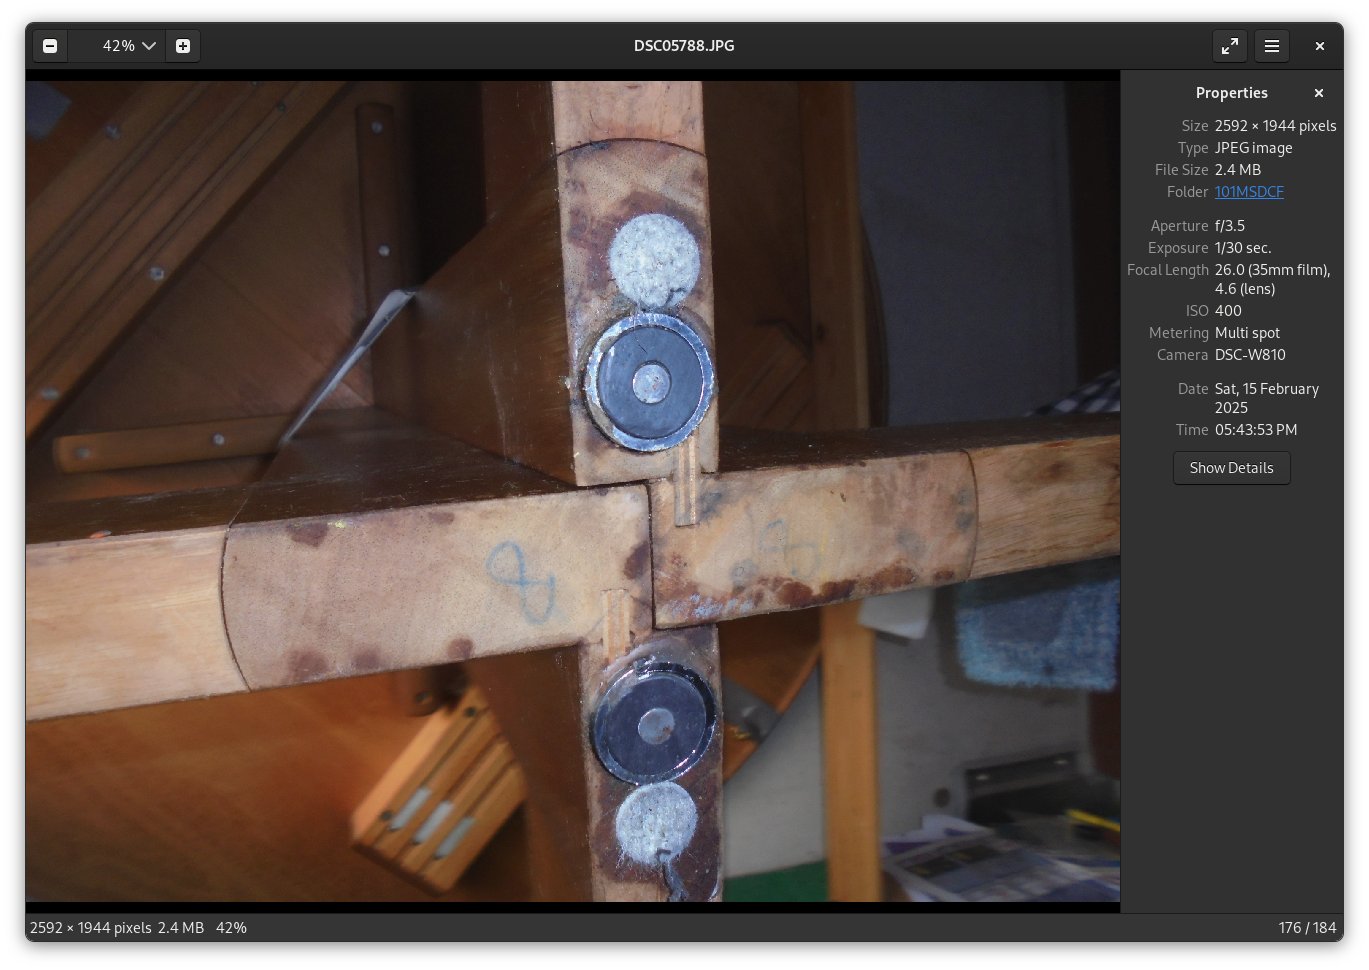 42%
DSC05788.JPG
Properties
Size 2592 × 1944 pixels
Type JPEG image
File Size 2.4 MB
Folder 101MSDCF
Aperture f/3.5
Exposure 1/30 sec.
Focal Length 26.0 (35mm film),
4.6 (lens)
ISO 400
Metering Multi spot
Camera DSC-W810
Date Sat, 15 February
2025
Time 05:43:53 PM
Show Details
8
8
2592 × 1944 pixels 2.4 MB 42%
176 / 184